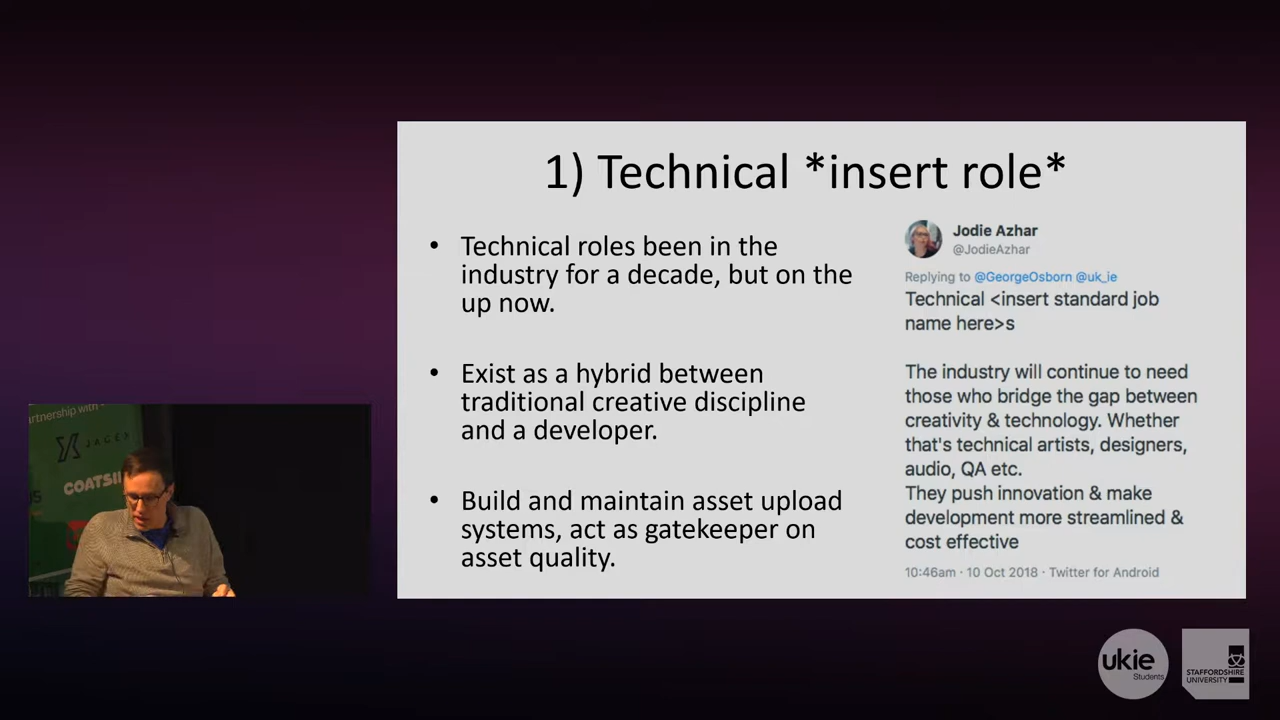 1) Technical *insert role*
• Technical roles been in the
industry for a decade, but on the
up now.
• Exist as a hybrid between
traditional creative discipline
and a developer.
• Build and maintain asset upload
systems, act as gatekeeper on
asset quality.
Jodie Azhar
@JodieAzhar
Replying to @GeorgeOsborn @uk_ie
Technical <insert standard job
name here>s
The industry will continue to need
those who bridge the gap between
creativity & technology. Whether
that's technical artists, designers,
audio, QA etc.
They push innovation & make
development more streamlined &
cost effective
10:46am · 10 Oct 2018 · Twitter for Android
artnership with
JAGEX
COATSI
ukie
Students
STAFFORDSHIRE
UNIVERSITY